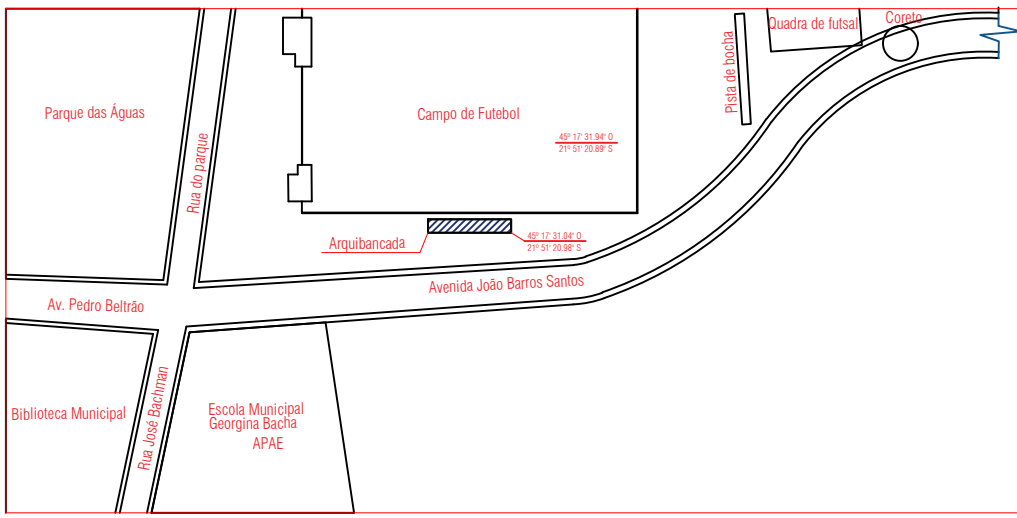 Quadra de futsal
Coreto
Pista de bocha
Parque das Águas
Rua do parque
Campo de Futebol
45º 17' 31.94" O
21º 51' 20.89" S
Arquibancada
45º 17' 31.04" O
21º 51' 20.98" S
Avenida João Barros Santos
Av. Pedro Beltrão
Biblioteca Municipal
Rua José Bachman
Escola Municipal
Georgina Bacha
APAE